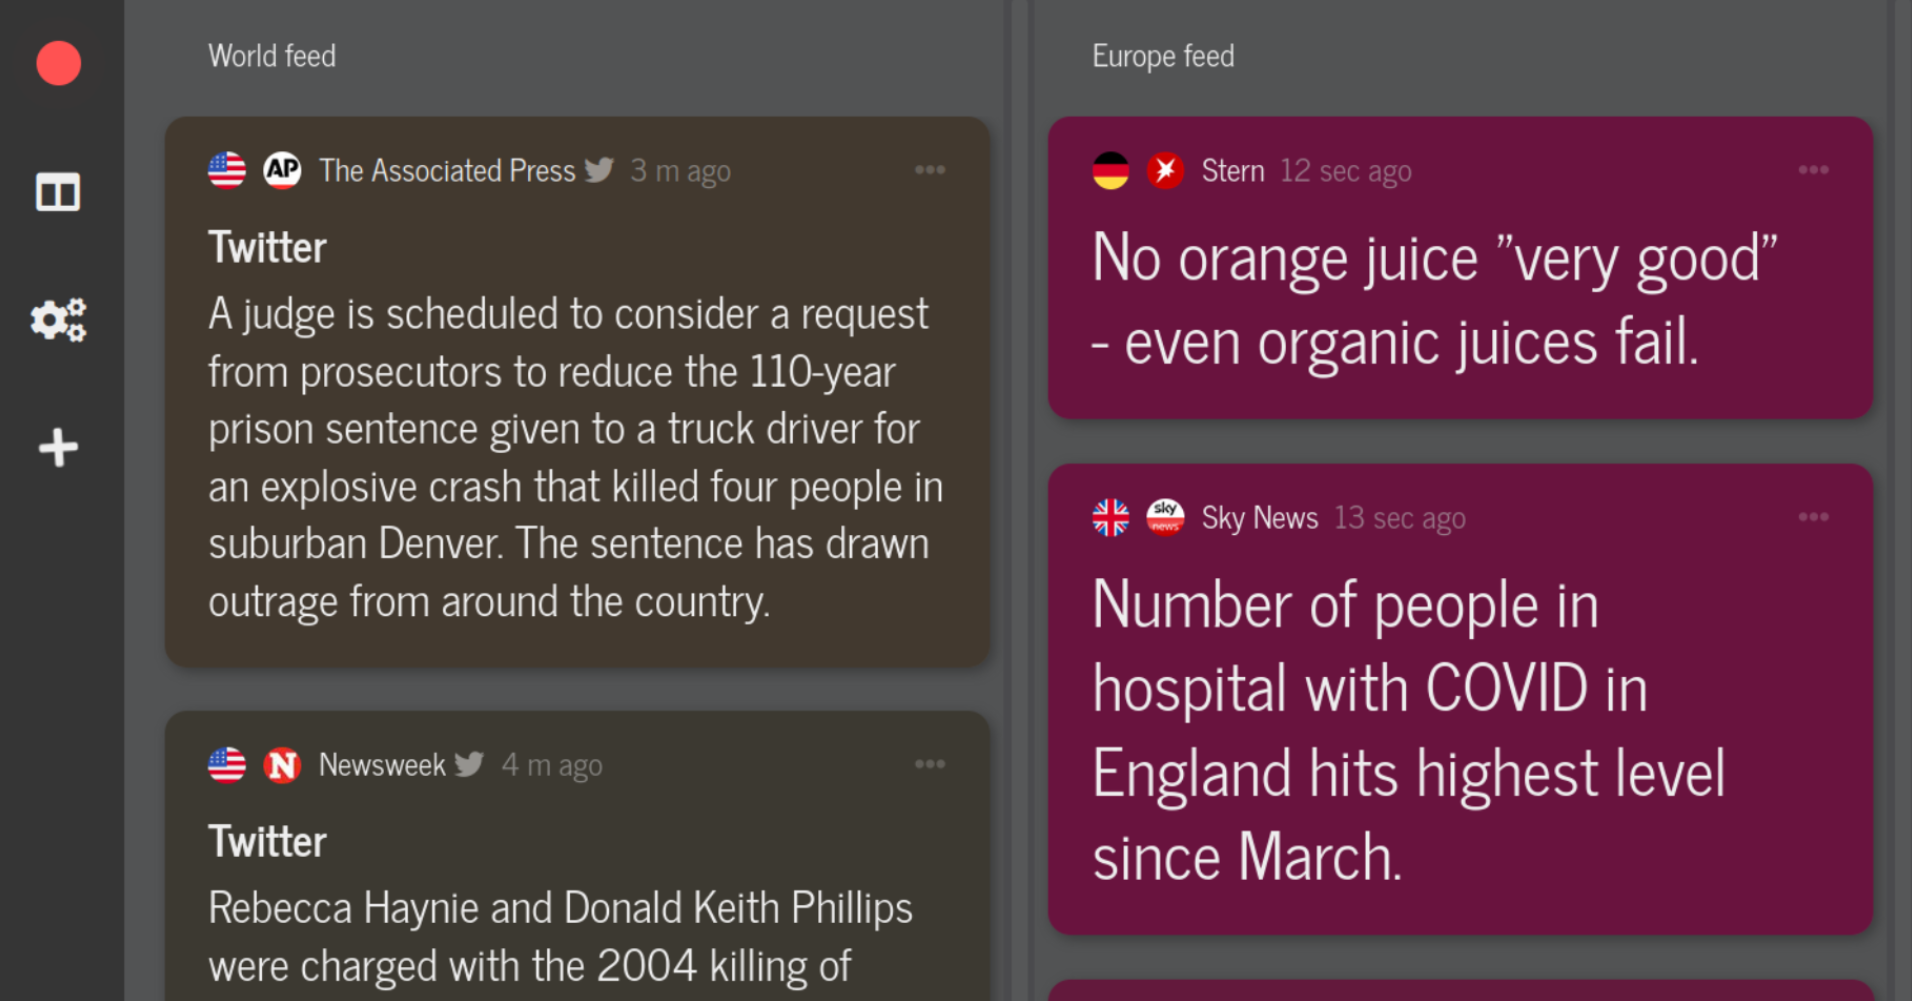 World feed
AP The Associated Press 3 m ago
Twitter
A judge is scheduled to consider a request
from prosecutors to reduce the 110-year
prison sentence given to a truck driver for
an explosive crash that killed four people in
suburban Denver. The sentence has drawn
outrage from around the country.
N Newsweek 4 m ago
Twitter
Rebecca Haynie and Donald Keith Phillips
were charged with the 2004 killing of
Europe feed
Stern 12 sec ago
No orange juice ”very good”
- even organic juices fail.
sky news Sky News 13 sec ago
Number of people in
hospital with COVID in
England hits highest level
since March.